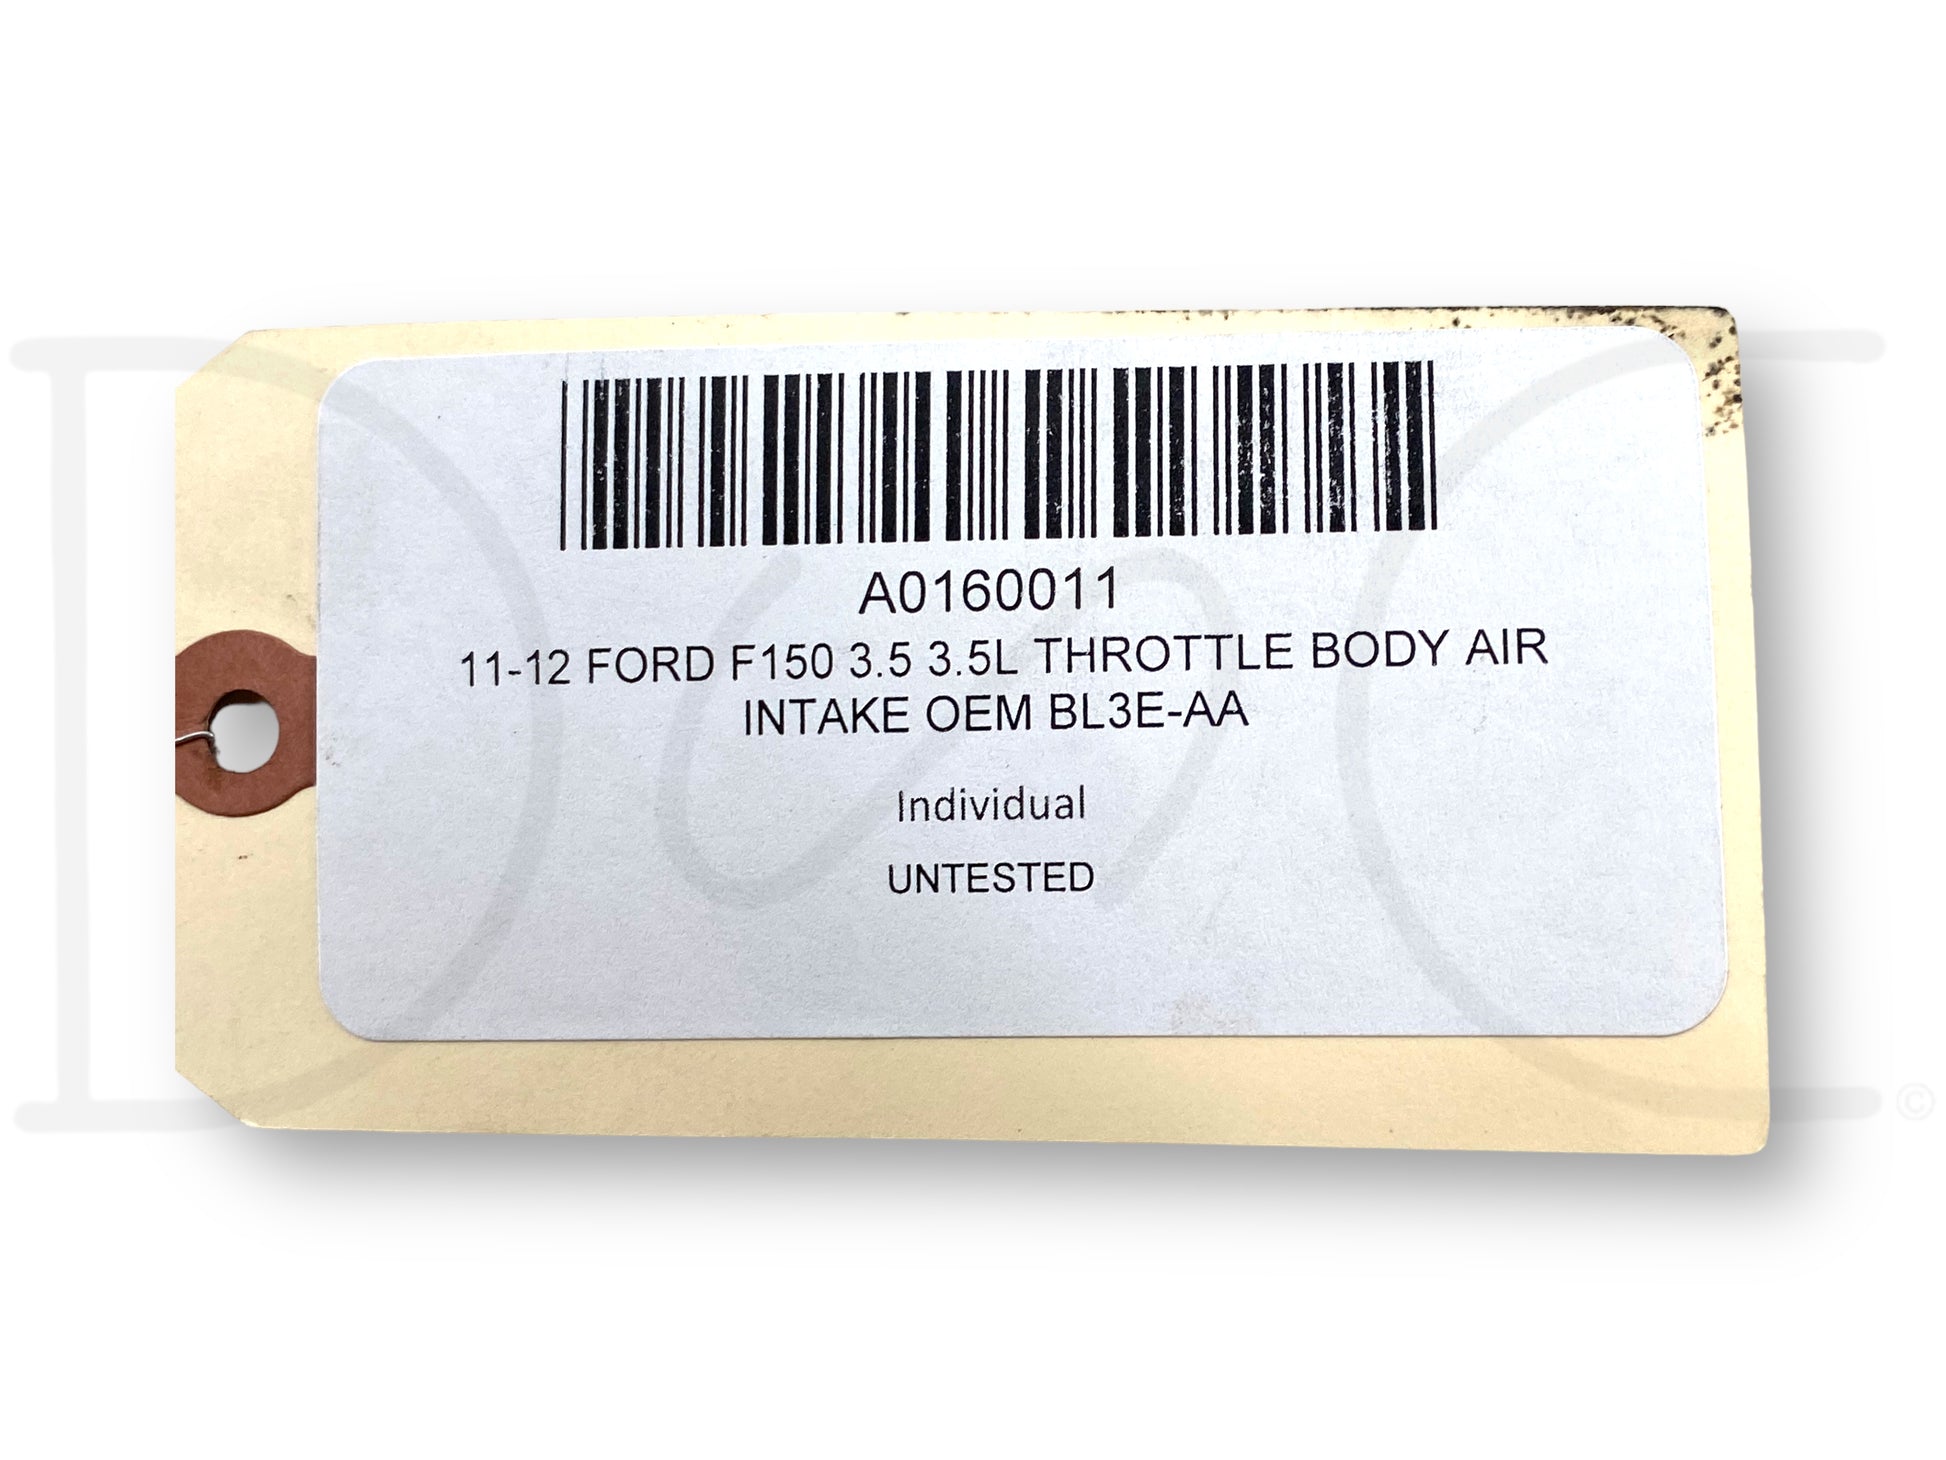 A0160011
11-12 FORD F150 3.5 3.5L THROTTLE BODY AIR
INTAKE OEM BL3E-AA
Individual
UNTESTED
©